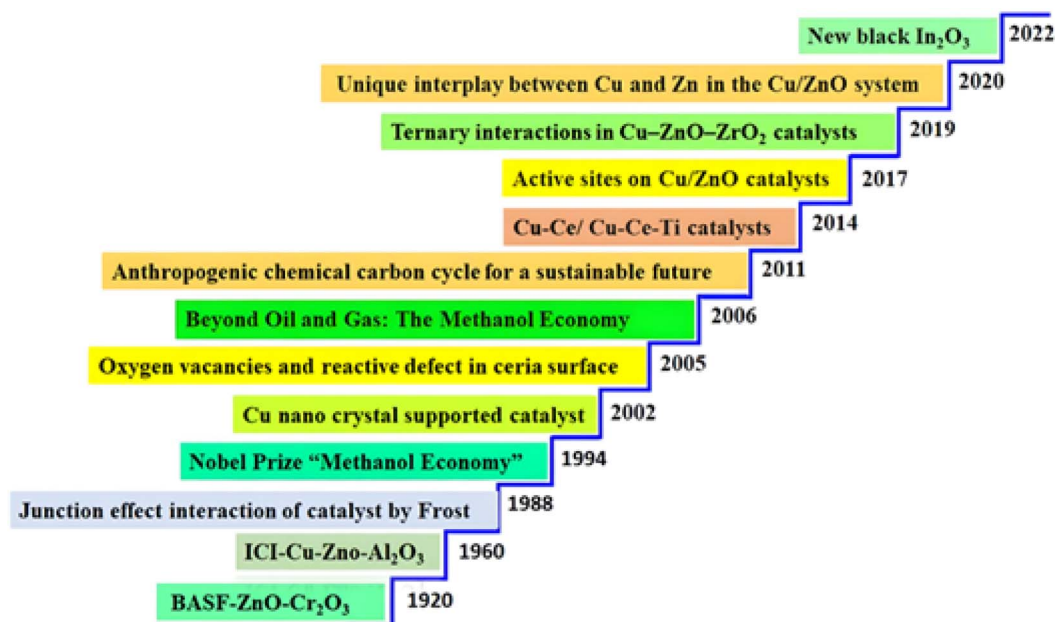 New black In₂O₃ 2022
Unique interplay between Cu and Zn in the Cu/ZnO system 2020
Ternary interactions in Cu–ZnO–ZrO₂ catalysts 2019
Active sites on Cu/ZnO catalysts 2017
Cu-Ce/ Cu-Ce-Ti catalysts 2014
Anthropogenic chemical carbon cycle for a sustainable future 2011
Beyond Oil and Gas: The Methanol Economy 2006
Oxygen vacancies and reactive defect in ceria surface 2005
Cu nano crystal supported catalyst 2002
Nobel Prize “Methanol Economy” 1994
Junction effect interaction of catalyst by Frost 1988
ICI-Cu-Zno-Al₂O₃ 1960
BASF-ZnO-Cr₂O₃ 1920